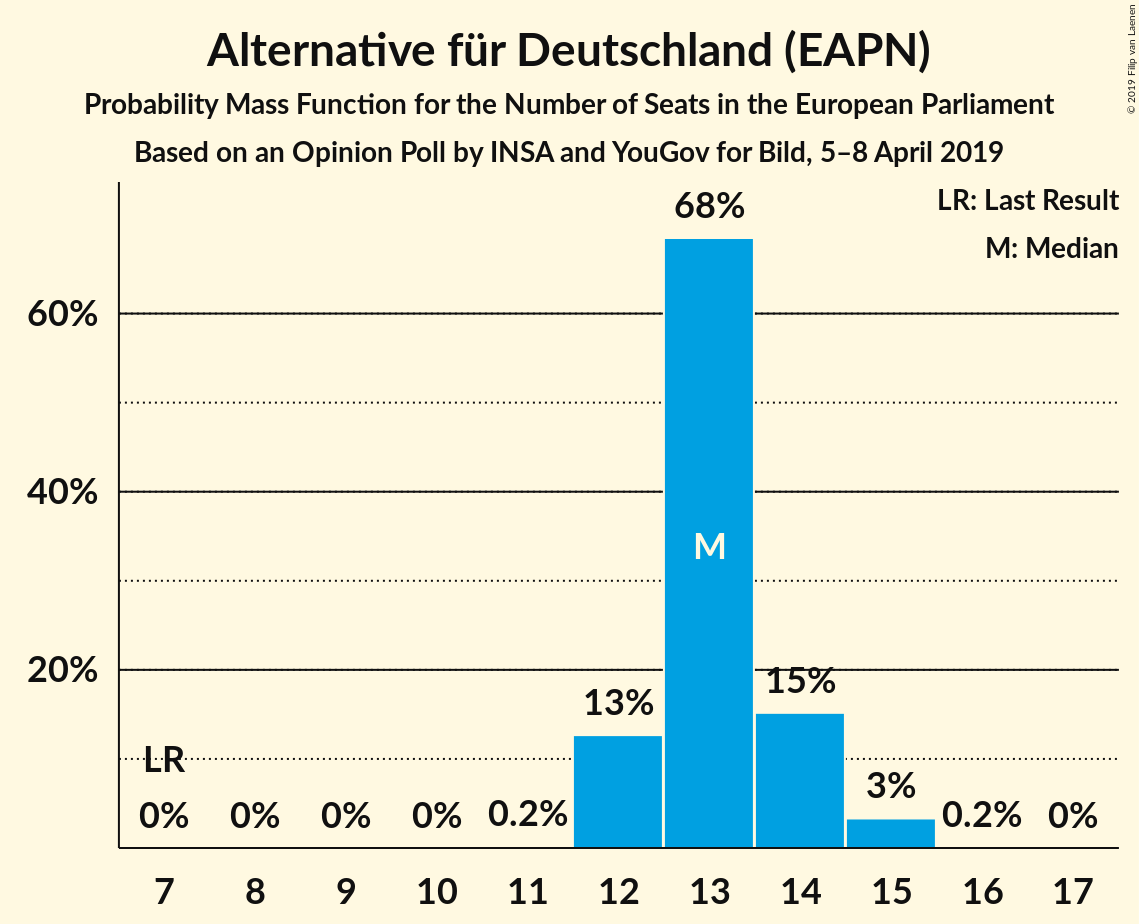 Alternative für Deutschland (EAPN)
Probability Mass Function for the Number of Seats in the European Parliament
Based on an Opinion Poll by INSA and YouGov for Bild, 5–8 April 2019
© 2019 Filip van Laenen
LR: Last Result
M: Median
68%
60%
40%
M
20%
15%
13%
LR
3%
0% 0% 0% 0% 0.2% 0.2% 0%
7 8 9 10 11 12 13 14 15 16 17